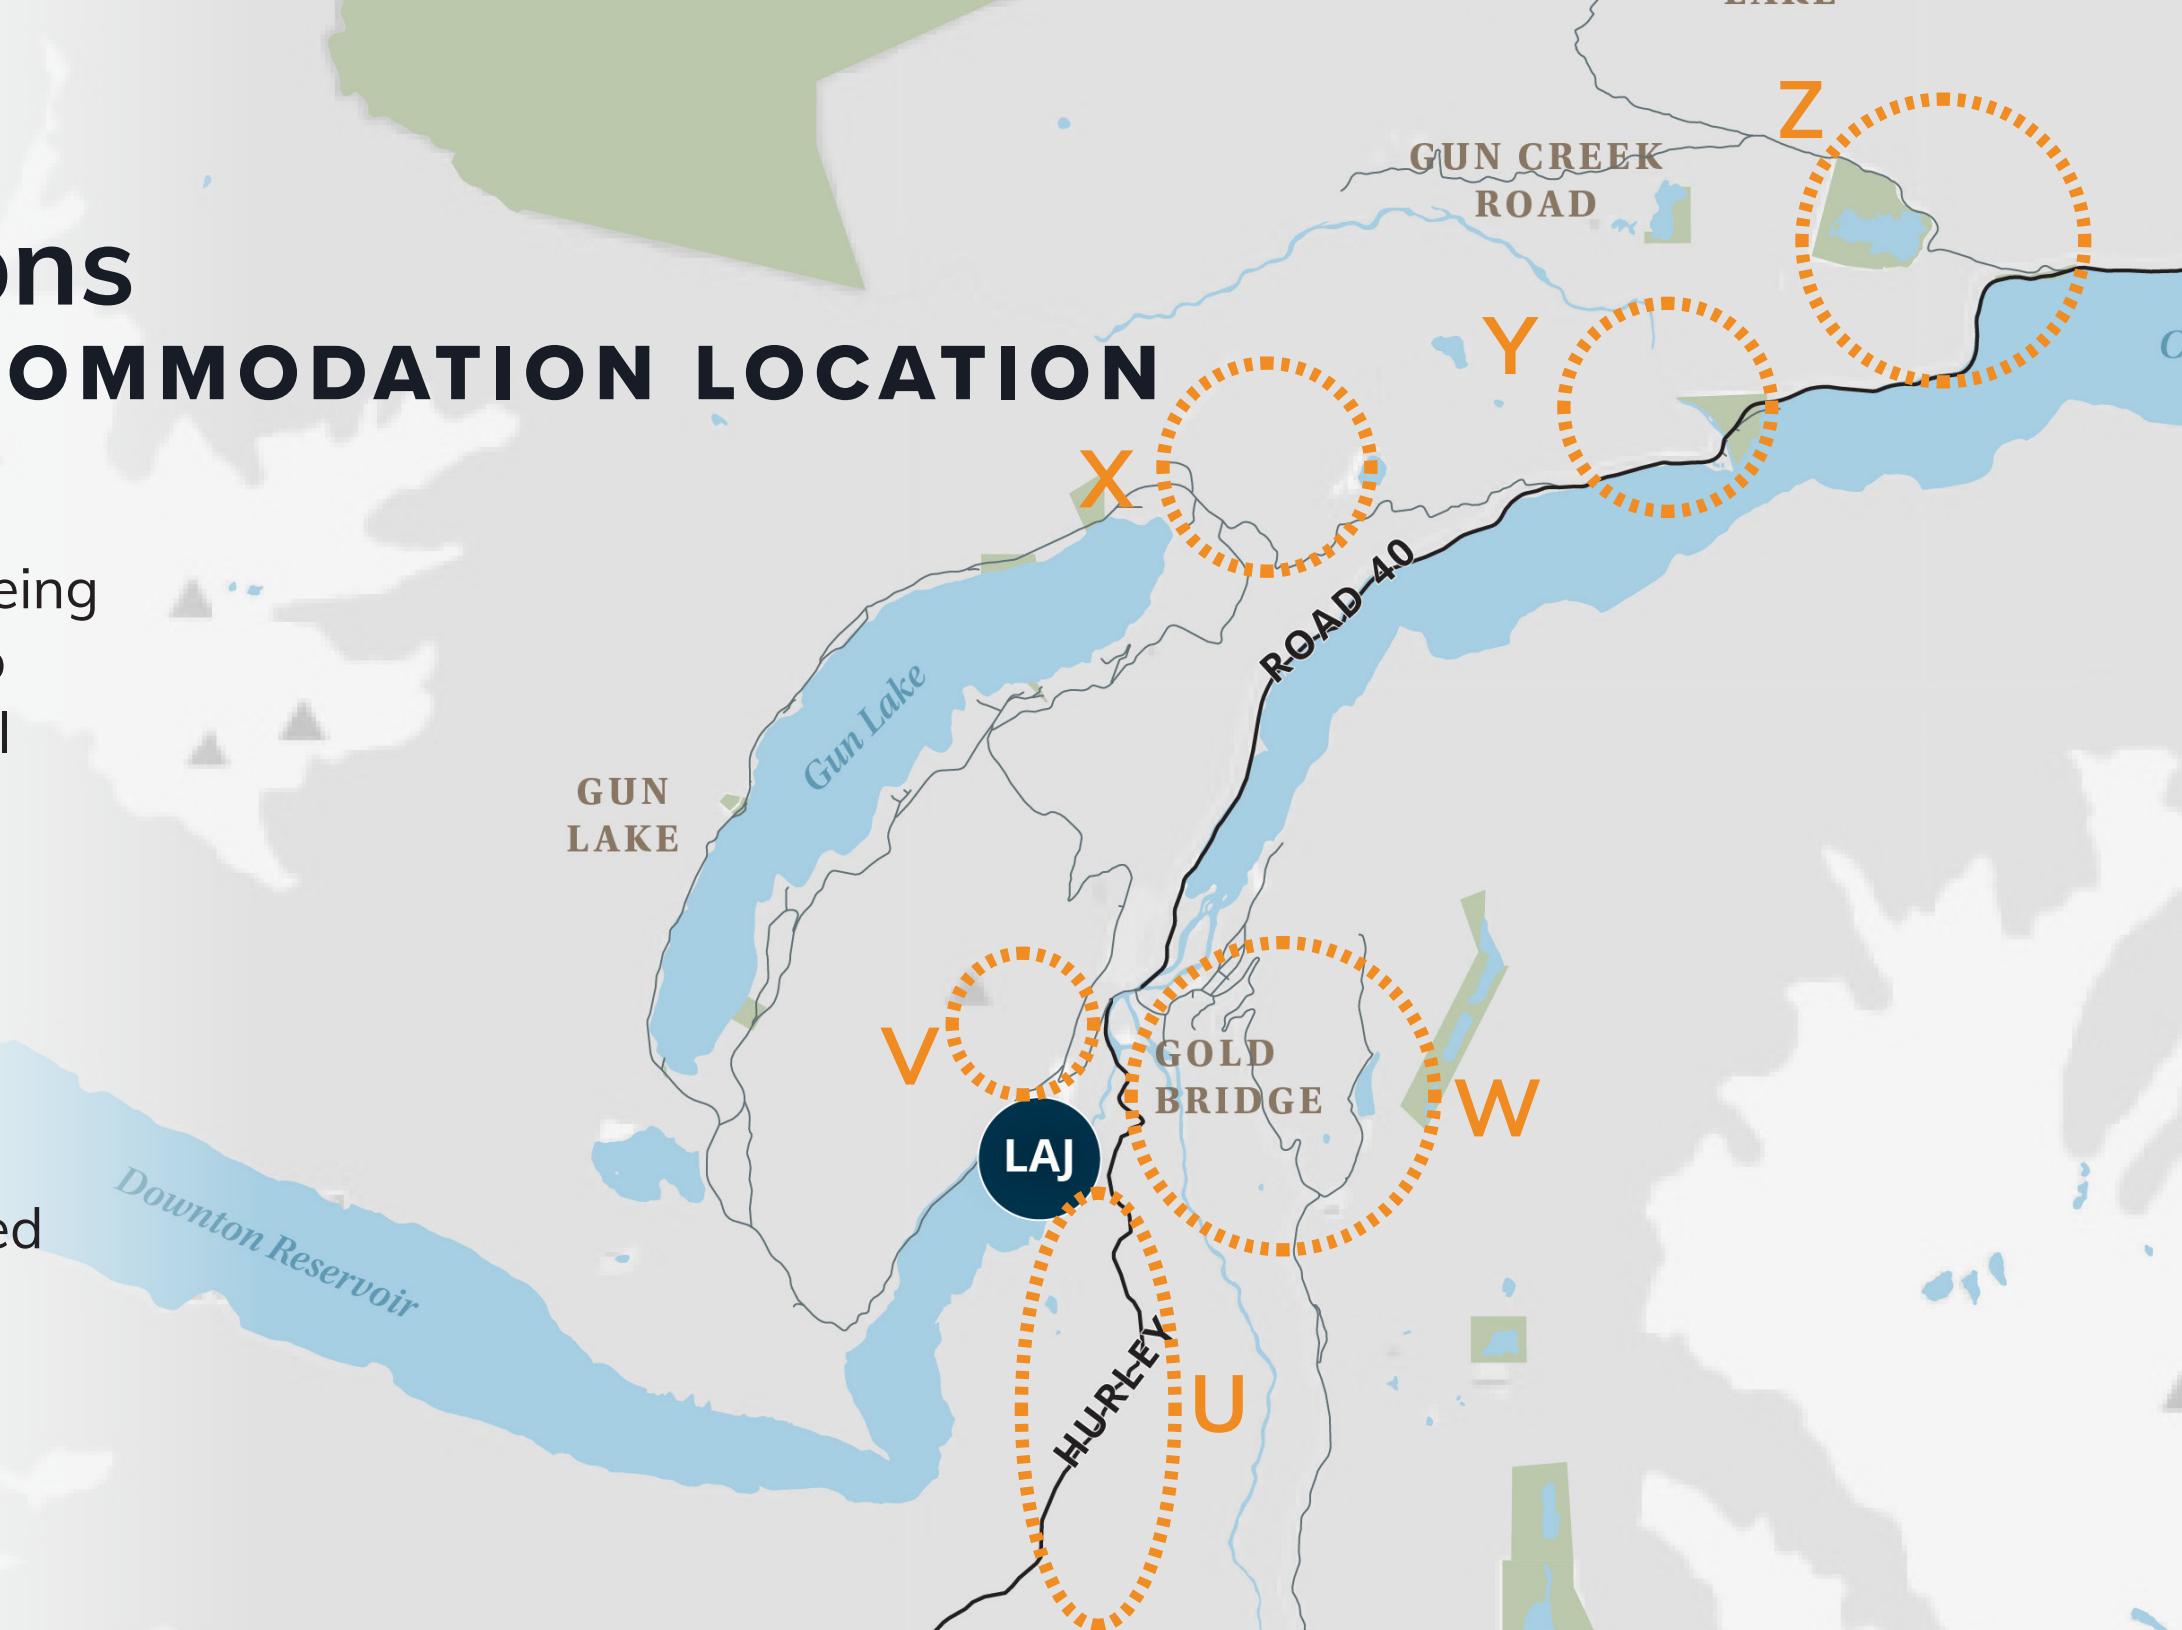 ons
OMMODATION LOCATION
eing
l
ed
Z
GUN CREEK
ROAD
Y
X
ROAD 40
Gun Lake
GUN
LAKE
V
GOLD
BRIDGE
W
LAJ
Downton Reservoir
HURLEY
U